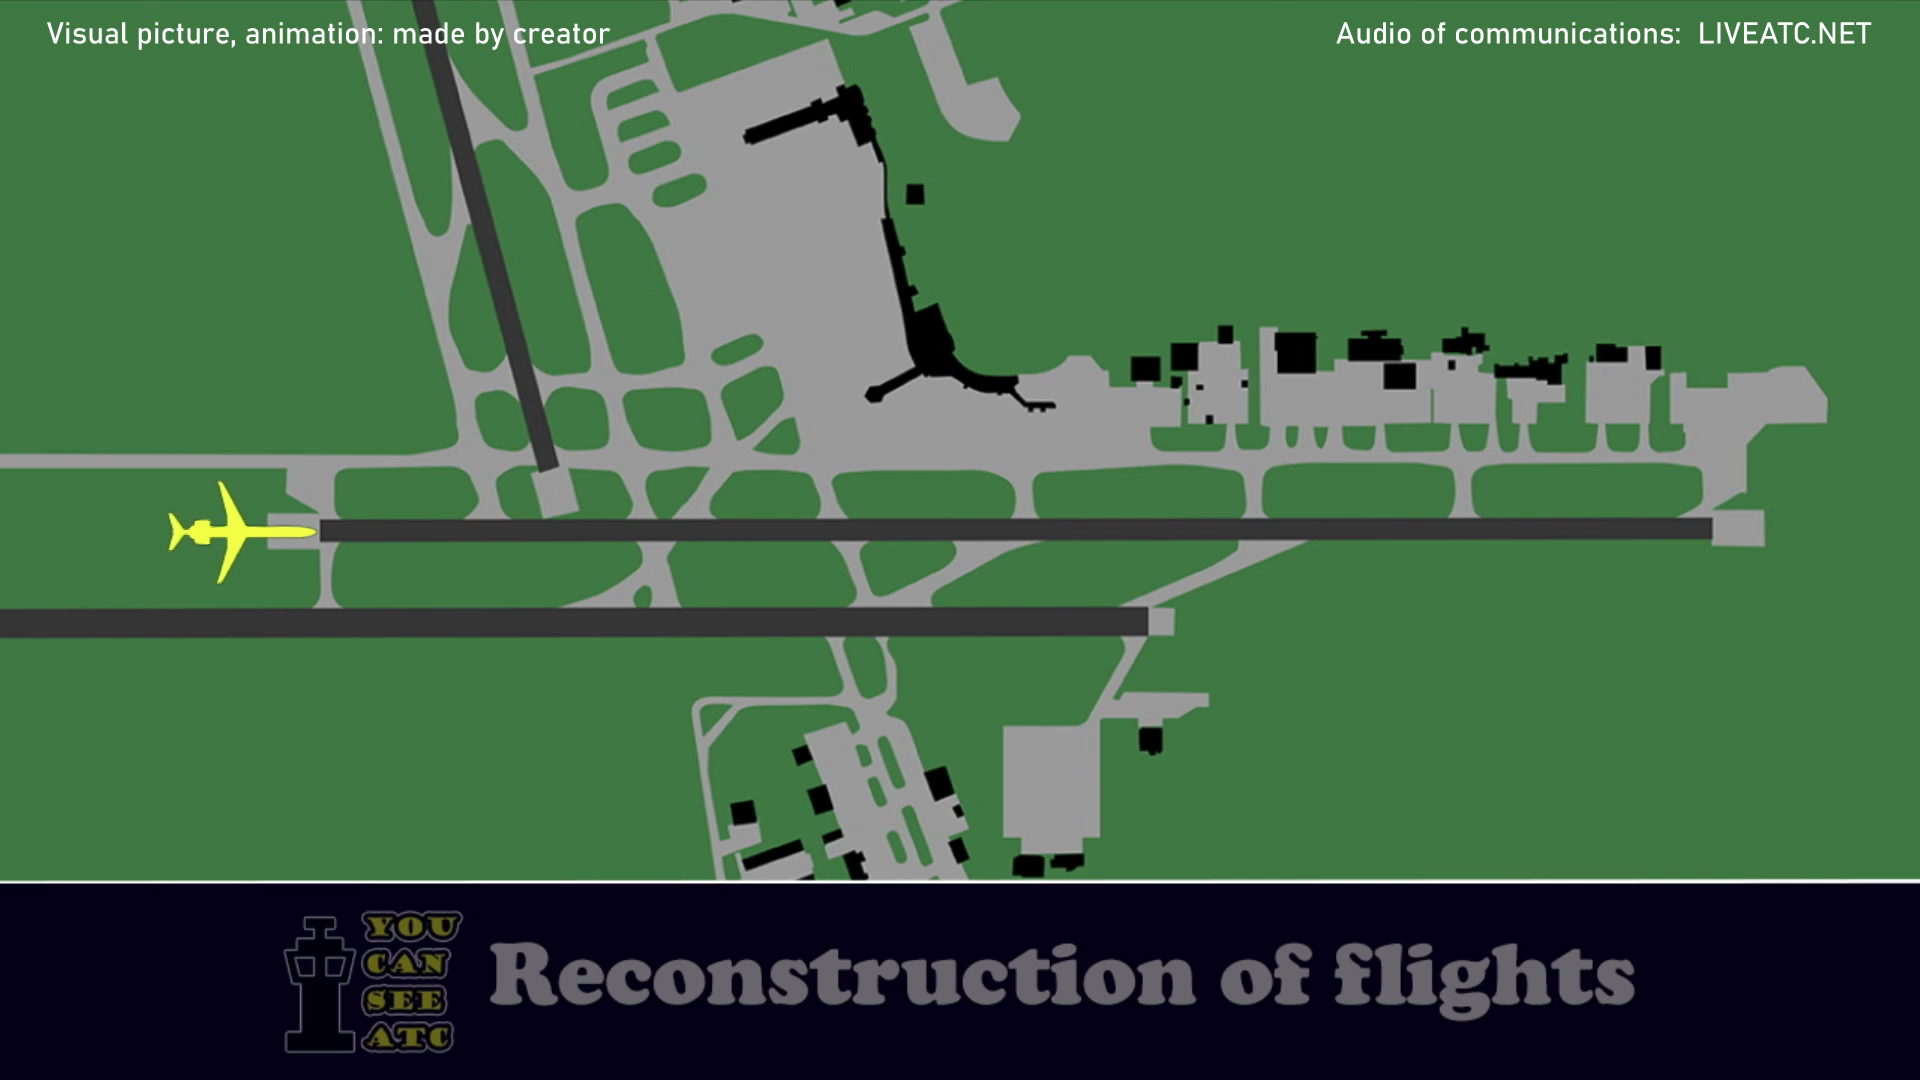 Visual picture, animation: made by creator
Audio of communications: LIVEATC.NET
YOU
CAN
SEE
ATC
Reconstruction of flights